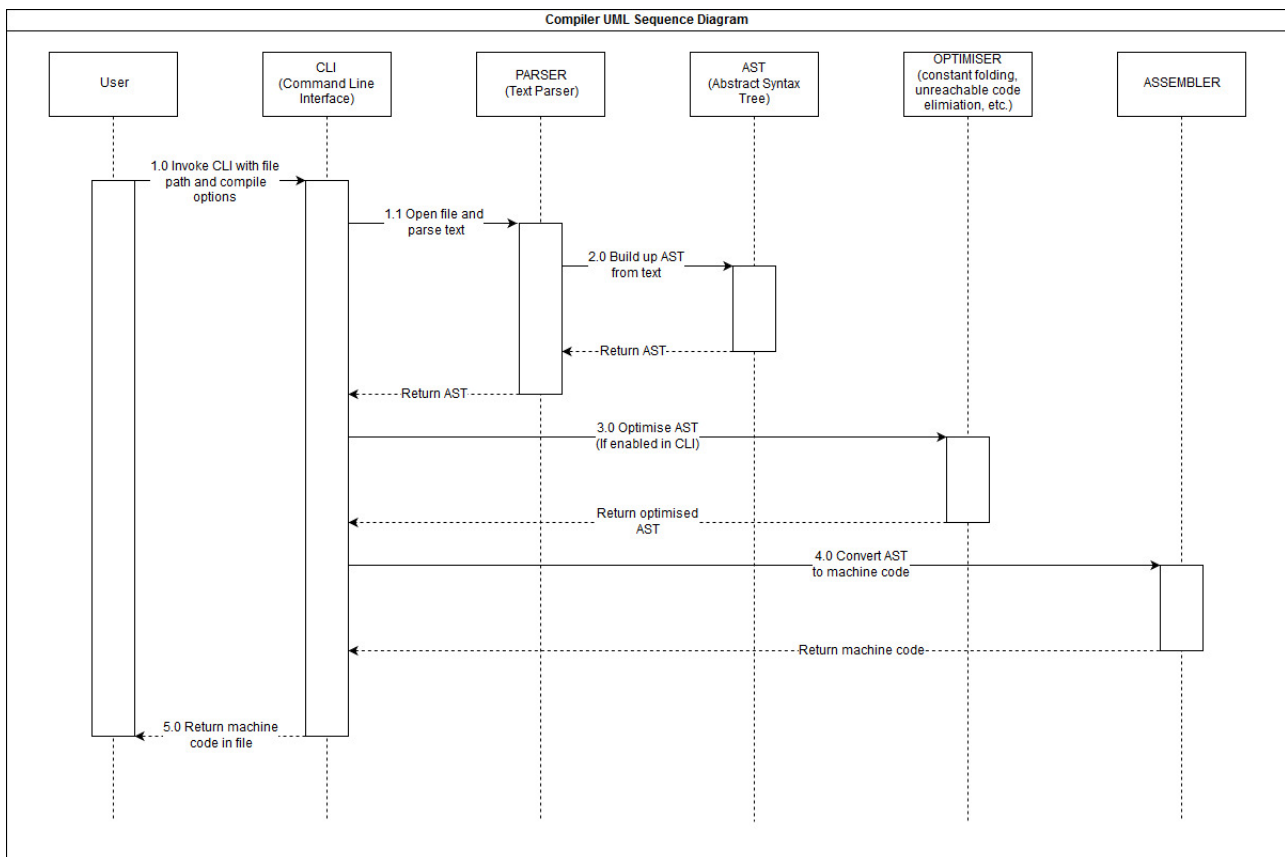 Compiler UML Sequence Diagram
User
CLI
(Command Line
Interface)
PARSER
(Text Parser)
AST
(Abstract Syntax
Tree)
OPTIMISER
(constant folding,
unreachable code
elimiation, etc.)
ASSEMBLER
1.0 Invoke CLI with file
path and compile
options
1.1 Open file and
parse text
2.0 Build up AST
from text
Return AST
Return AST
3.0 Optimise AST
(If enabled in CLI)
Return optimised
AST
4.0 Convert AST
to machine code
Return machine code
5.0 Return machine
code in file